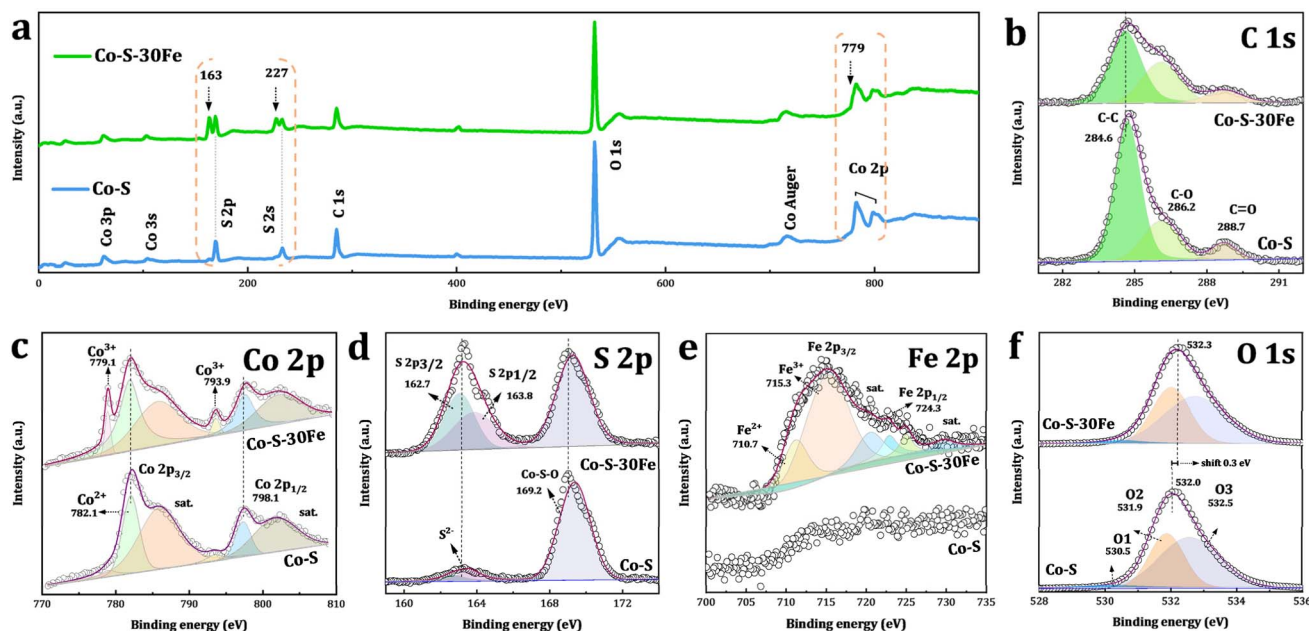 a
Co-S-30Fe
163
227
779
Co-S
Co 3p
Co 3s
S 2p
S 2s
C 1s
O 1s
Co Auger
Co 2p
Intensity (a.u.)
0 200 400 600 800
Binding energy (eV)
b
C 1s
Co-S-30Fe
C-C
284.6
C-O
286.2
C=O
288.7
Co-S
Intensity (a.u.)
282 285 288 291
Binding energy (eV)
c
Co 2p
Co3+
779.1
Co3+
793.9
Co-S-30Fe
Co 2p3/2
Co2+
782.1
sat.
Co 2p1/2
798.1
sat.
Co-S
Intensity (a.u.)
770 780 790 800 810
Binding energy (eV)
d
S 2p
S 2p3/2
162.7
S 2p1/2
163.8
Co-S-30Fe
Co-S-O
169.2
S2-
Co-S
Intensity (a.u.)
160 164 168 172
Binding energy (eV)
e
Fe 2p
Fe 2p3/2
Fe3+
715.3
sat.
Fe 2p1/2
724.3
Fe2+
710.7
sat.
Co-S-30Fe
Co-S
Intensity (a.u.)
700 705 710 715 720 725 730 735
Binding energy (eV)
f
O 1s
532.3
Co-S-30Fe
shift 0.3 eV
532.0
O2
531.9
O3
532.5
O1
530.5
Co-S
Intensity (a.u.)
528 530 532 534 536
Binding energy (eV)